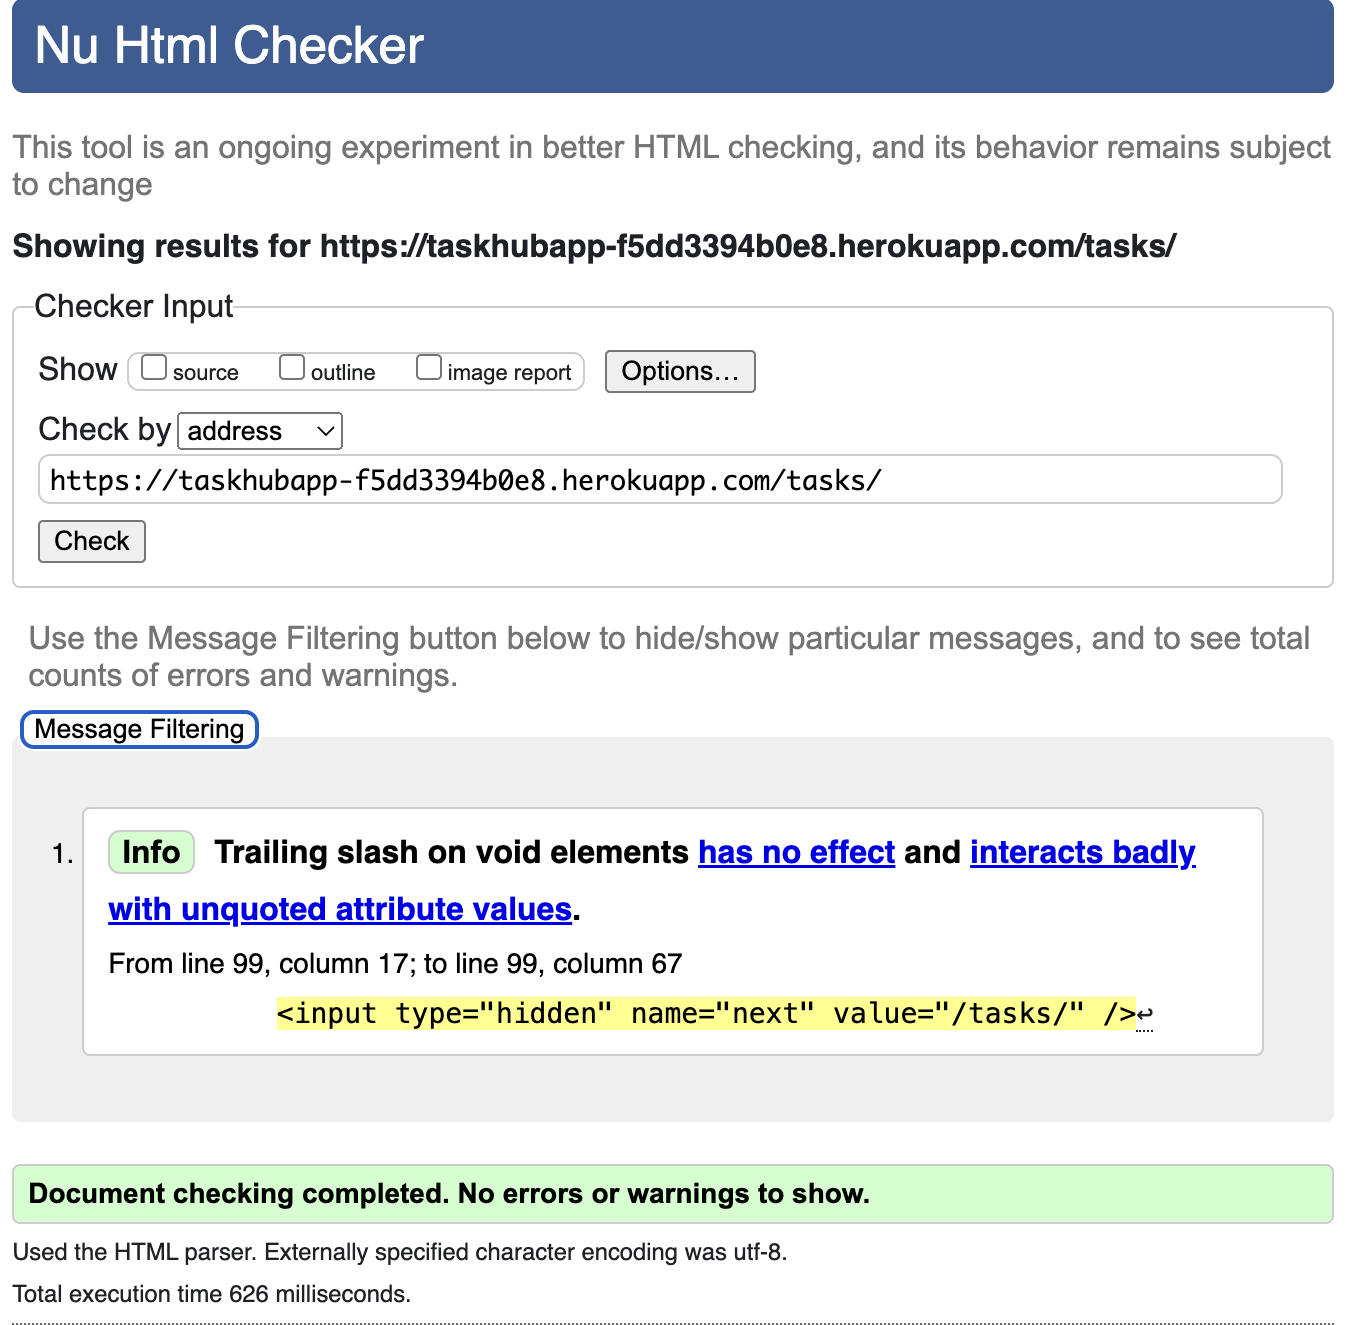 Nu Html Checker
This tool is an ongoing experiment in better HTML checking, and its behavior remains subject
to change
Showing results for https://taskhubapp-f5dd3394b0e8.herokuapp.com/tasks/
Checker Input
Show source outline image report Options...
Check by address
https://taskhubapp-f5dd3394b0e8.herokuapp.com/tasks/
Check
Use the Message Filtering button below to hide/show particular messages, and to see total
counts of errors and warnings.
Message Filtering
1. Info Trailing slash on void elements has no effect and interacts badly
with unquoted attribute values.
From line 99, column 17; to line 99, column 67
<input type="hidden" name="next" value="/tasks/" />↩
Document checking completed. No errors or warnings to show.
Used the HTML parser. Externally specified character encoding was utf-8.
Total execution time 626 milliseconds.